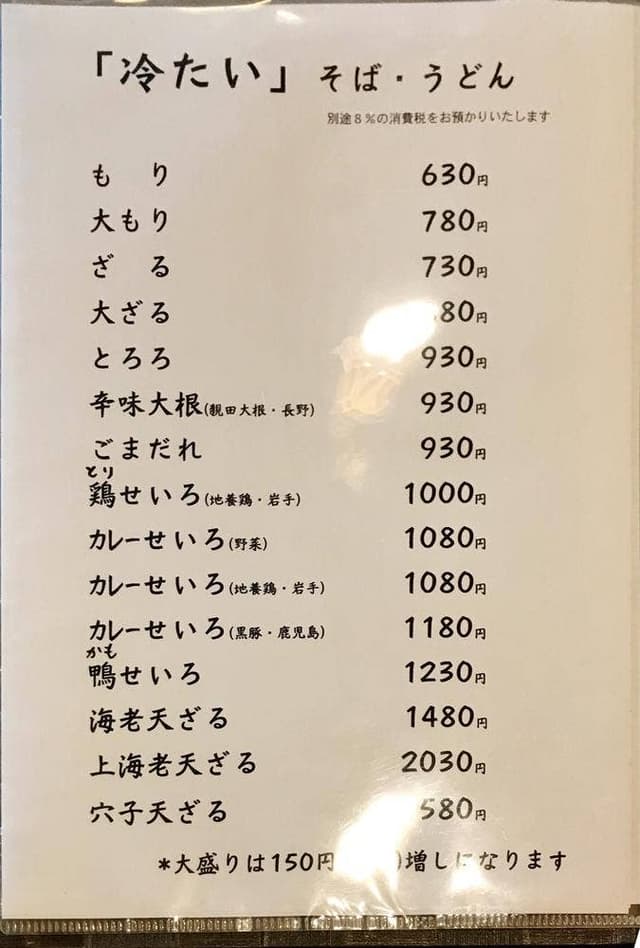 「冷たい」そば・うどん
別途8%の消費税をお預かりいたします
もり 630円
大もり 780円
ざる 730円
大ざる 80円
とろろ 930円
辛味大根(親田大根・長野) 930円
ごまだれ 930円
とり
鶏せいろ(地養鶏・岩手) 1000円
カレーせいろ(野菜) 1080円
カレーせいろ(地養鶏・岩手) 1080円
カレーせいろ(黒豚・鹿児島) 1180円
かも
鴨せいろ 1230円
海老天ざる 1480円
上海老天ざる 2030円
穴子天ざる 580円
*大盛りは150円 )増しになります